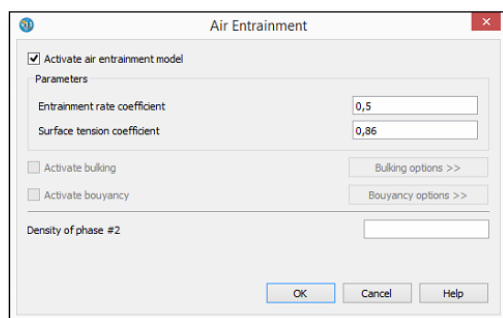 Air Entrainment
Activate air entrainment model
Parameters
Entrainment rate coefficient 0,5
Surface tension coefficient 0,86
Activate bulking Bulking options >>
Activate bouyancy Bouyancy options >>
Density of phase #2
OK Cancel Help